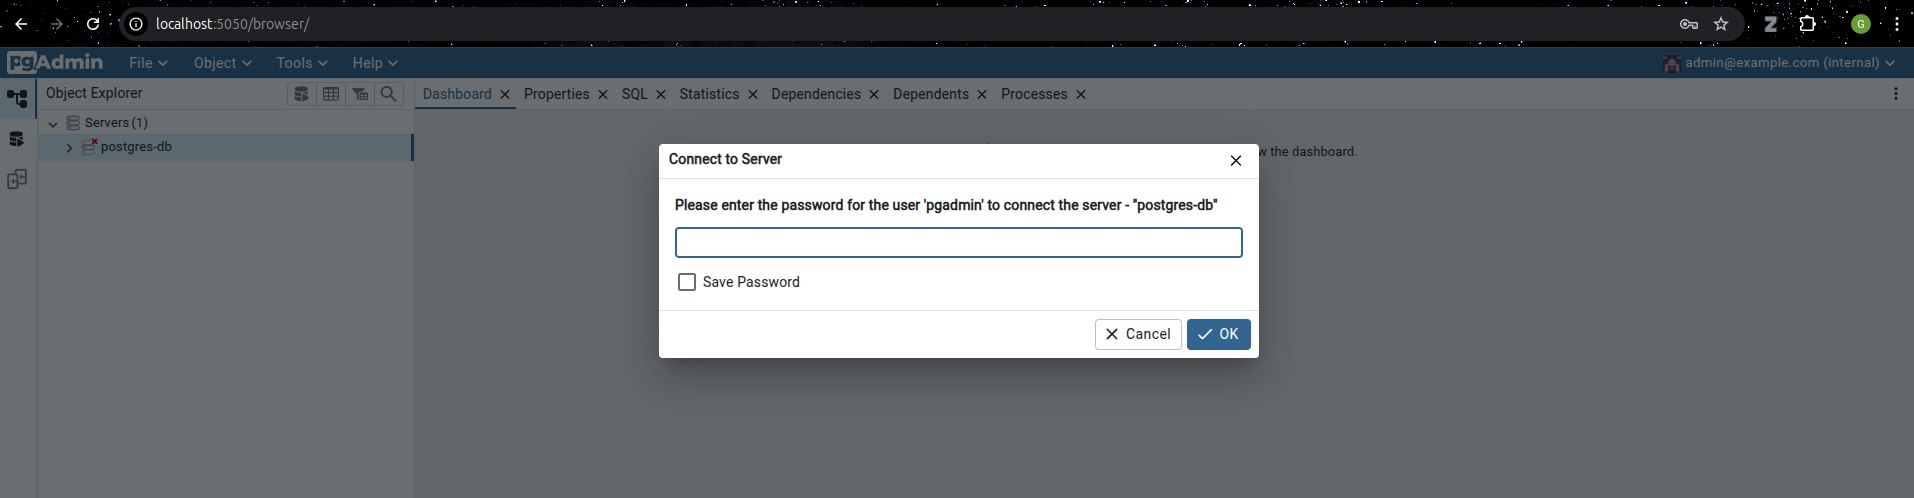 localhost:5050/browser/
G
pgAdmin File Object Tools Help admin@example.com (internal)
Object Explorer
Dashboard Properties SQL Statistics Dependencies Dependents Processes
Servers (1)
postgres-db
w the dashboard.
Connect to Server
Please enter the password for the user 'pgadmin' to connect the server - "postgres-db"
Save Password
Cancel OK